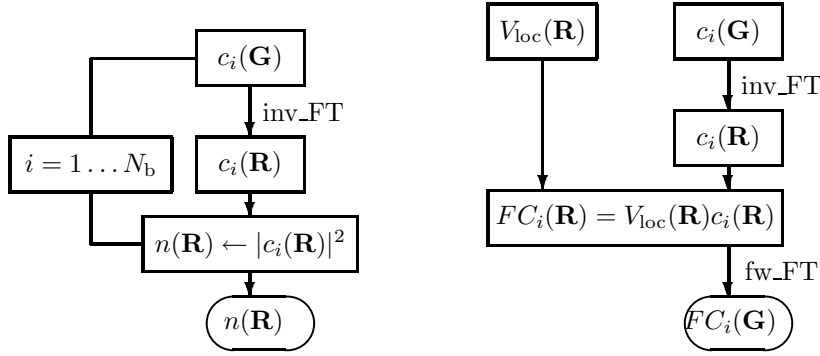 c_i(G)
inv_FT
i = 1 … N_b
c_i(R)
n(R) ← |c_i(R)|^2
n(R)
V_loc(R)
c_i(G)
inv_FT
c_i(R)
FC_i(R) = V_loc(R)c_i(R)
fw_FT
FC_i(G)